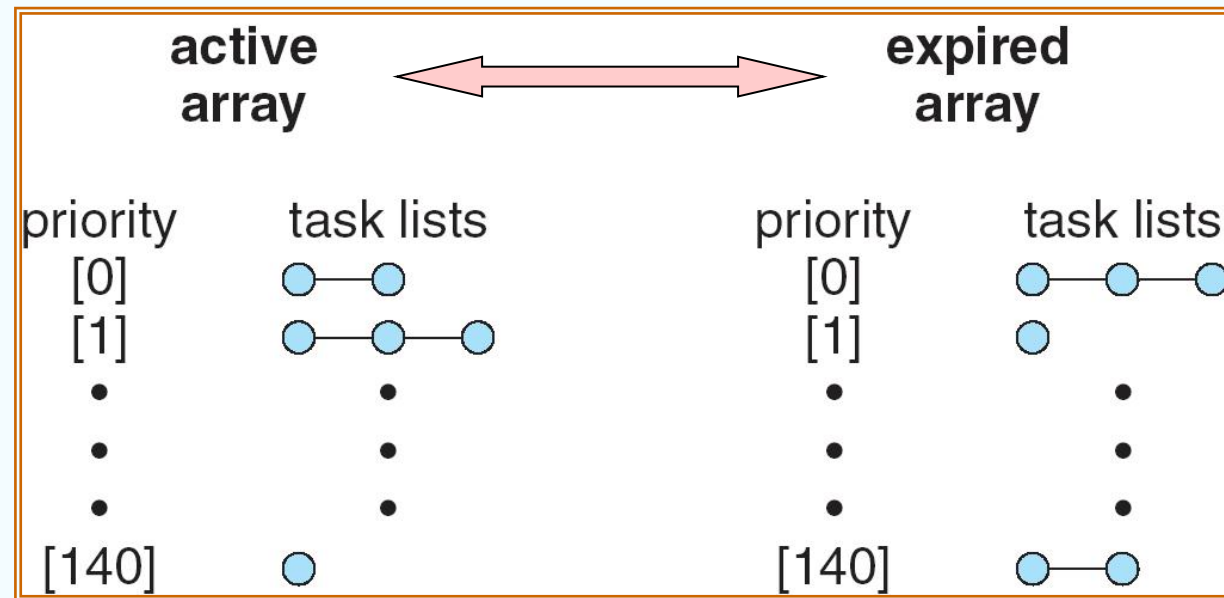 active
array
expired
array
priority task lists
[0]
[1]
[140]
priority task lists
[0]
[1]
[140]